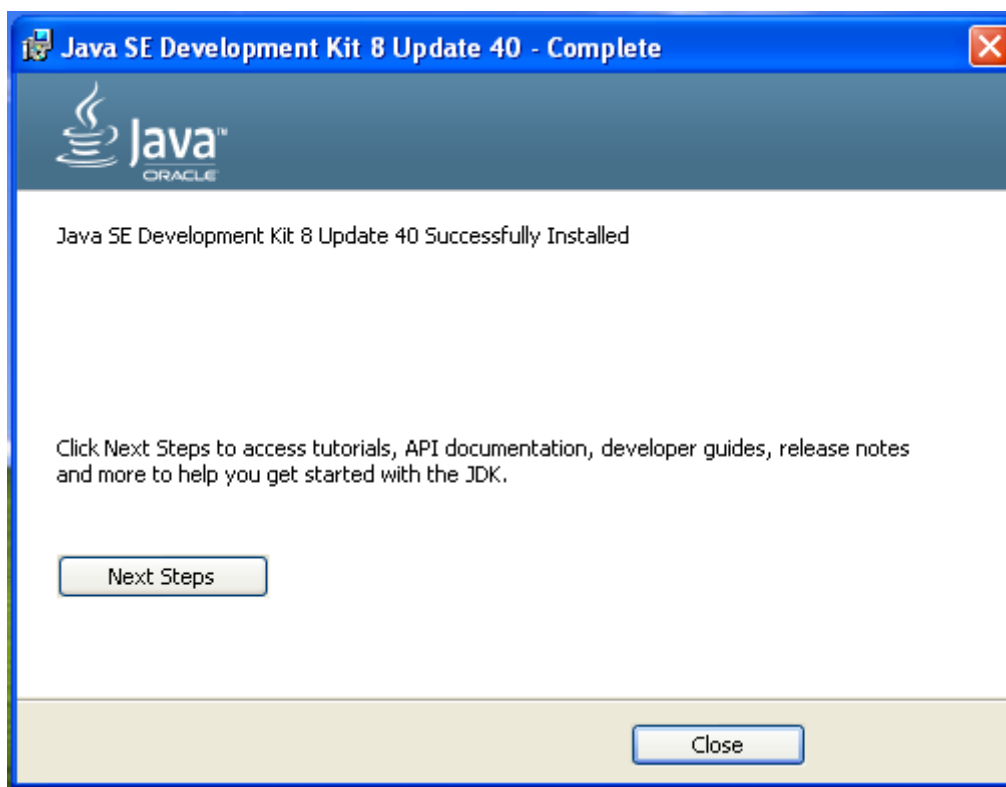 Java SE Development Kit 8 Update 40 - Complete
Java™
ORACLE
Java SE Development Kit 8 Update 40 Successfully Installed
Click Next Steps to access tutorials, API documentation, developer guides, release notes
and more to help you get started with the JDK.
Next Steps
Close